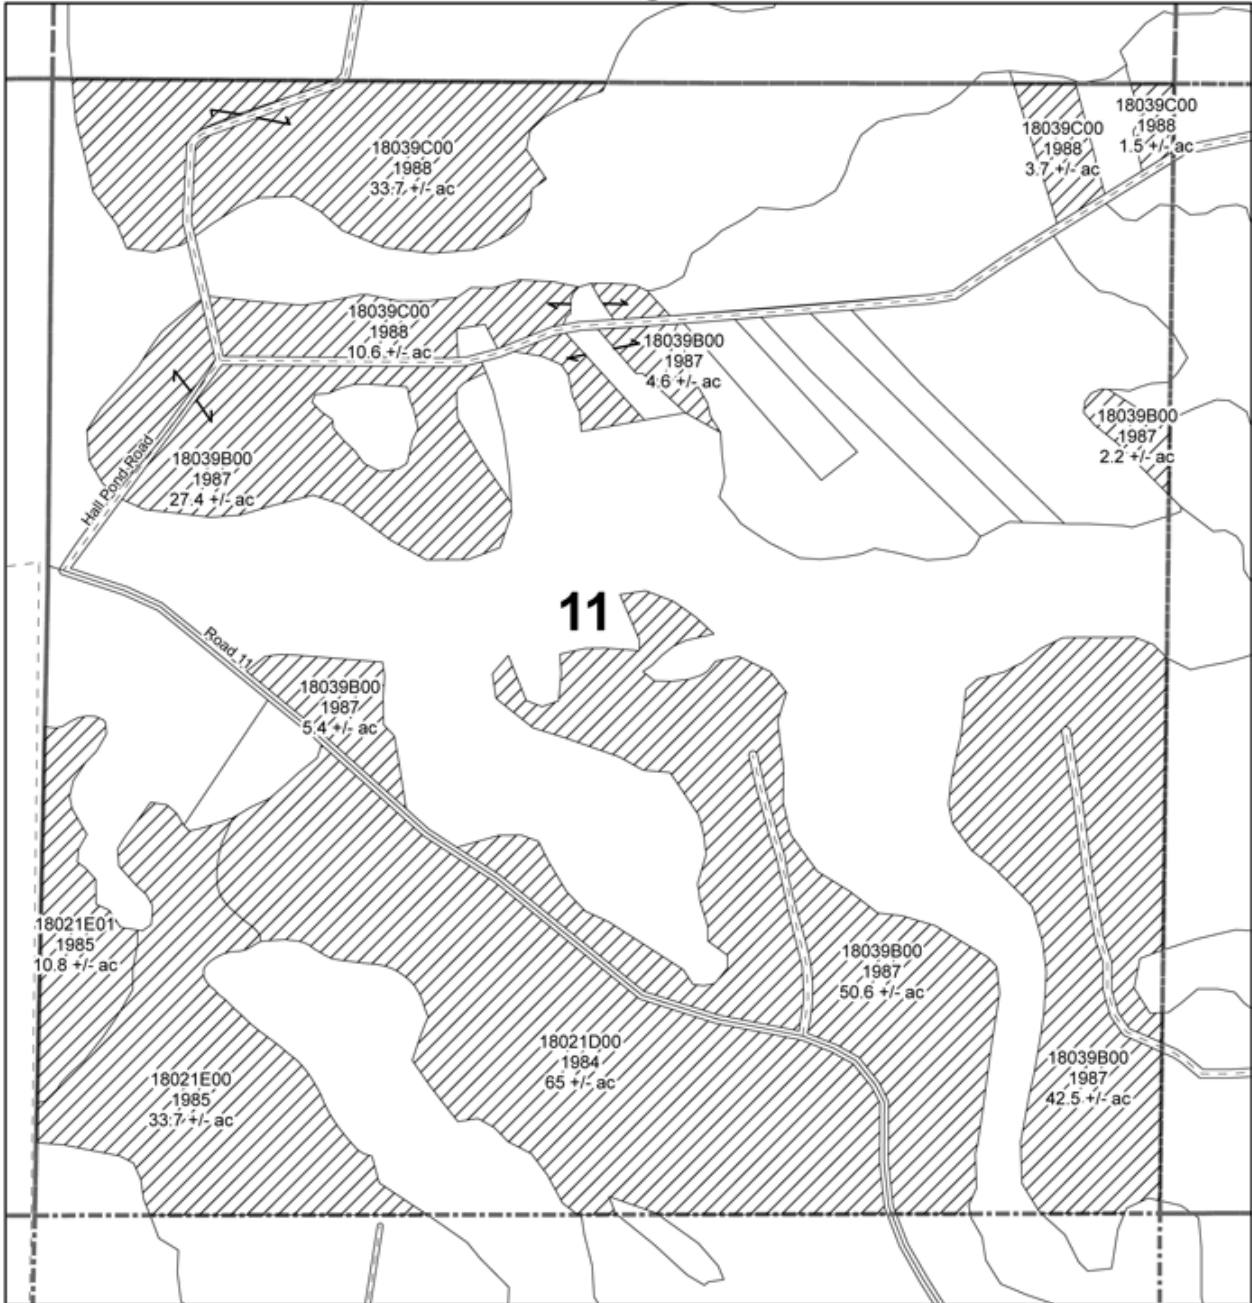 18039C00
1988
1.5 +/- ac
18039C00
1988
3.7 +/- ac
18039C00
1988
33.7 +/- ac
18039C00
1988
10.6 +/- ac
18039B00
1987
4.6 +/- ac
18039B00
1987
2.2 +/- ac
Hall Pond Road
18039B00
1987
27.4 +/- ac
11
Road 11
18039B00
1987
5.4 +/- ac
18021E01
1985
10.8 +/- ac
18039B00
1987
50.6 +/- ac
18021D00
1984
65 +/- ac
18039B00
1987
42.5 +/- ac
18021E00
1985
33.7 +/- ac